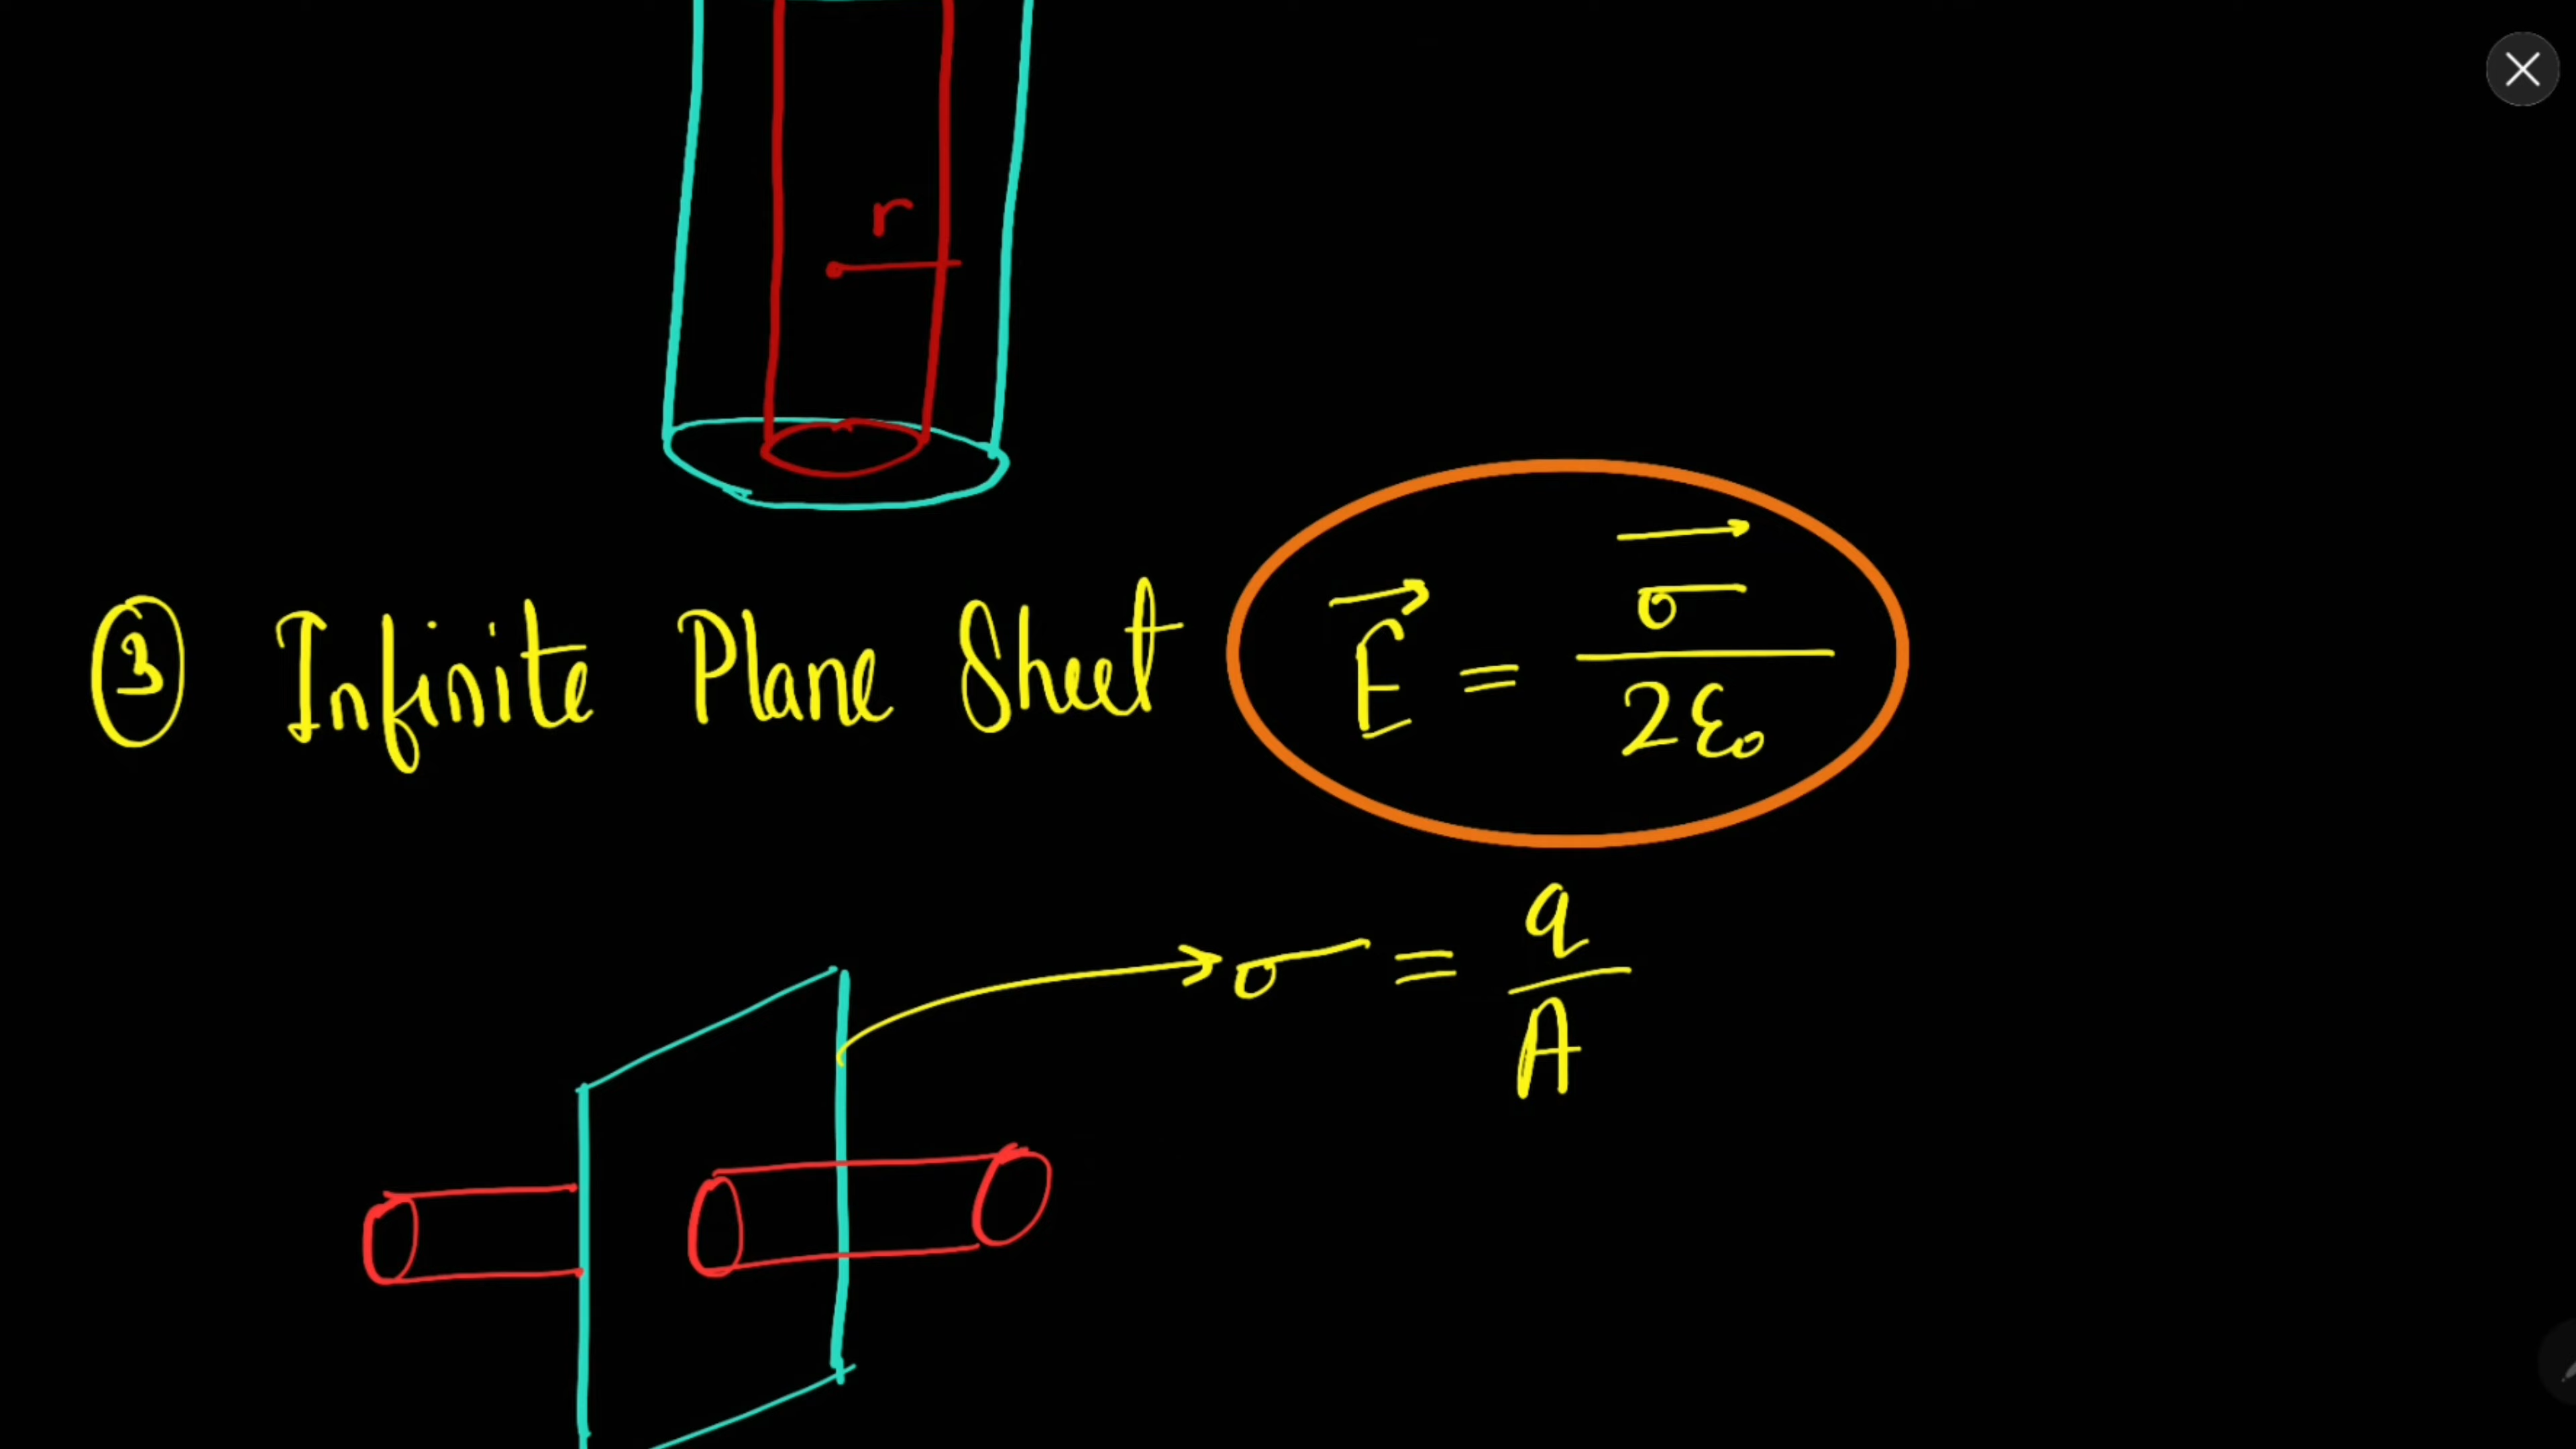 r
③ Infinite Plane Sheet E⃗ = σ⃗ / 2ε₀
σ = q / A